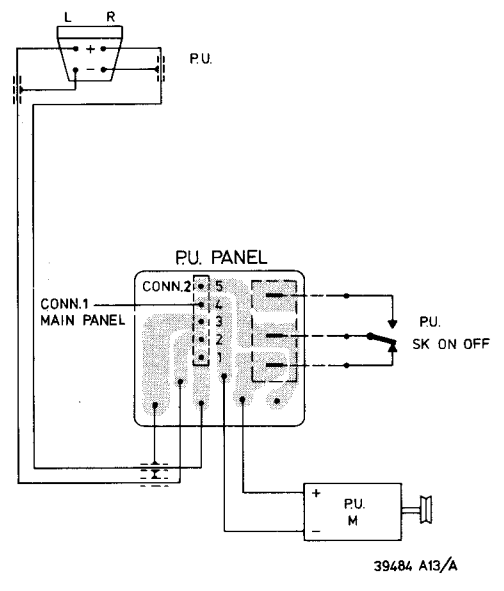 L R
+
−
P.U.
P.U. PANEL
CONN.2 5
CONN.1 4
MAIN PANEL 3
2
1
P.U.
SK ON OFF
+
P.U.
M
−
39484 A13/A